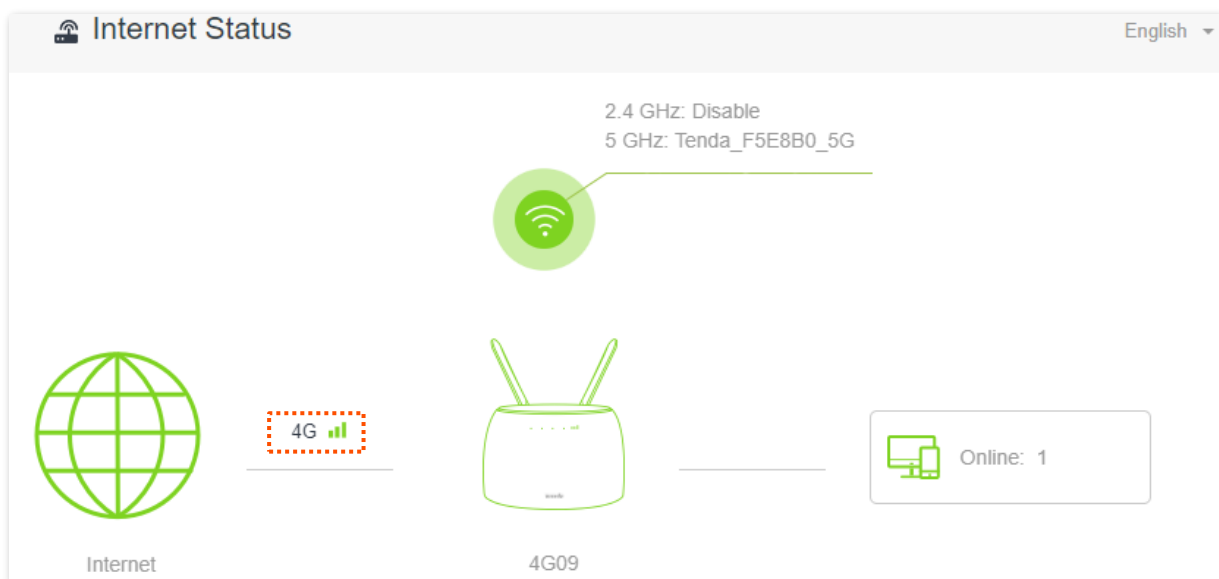 Internet Status
English
2.4 GHz: Disable
5 GHz: Tenda_F5E8B0_5G
4G
Online: 1
Internet
4G09